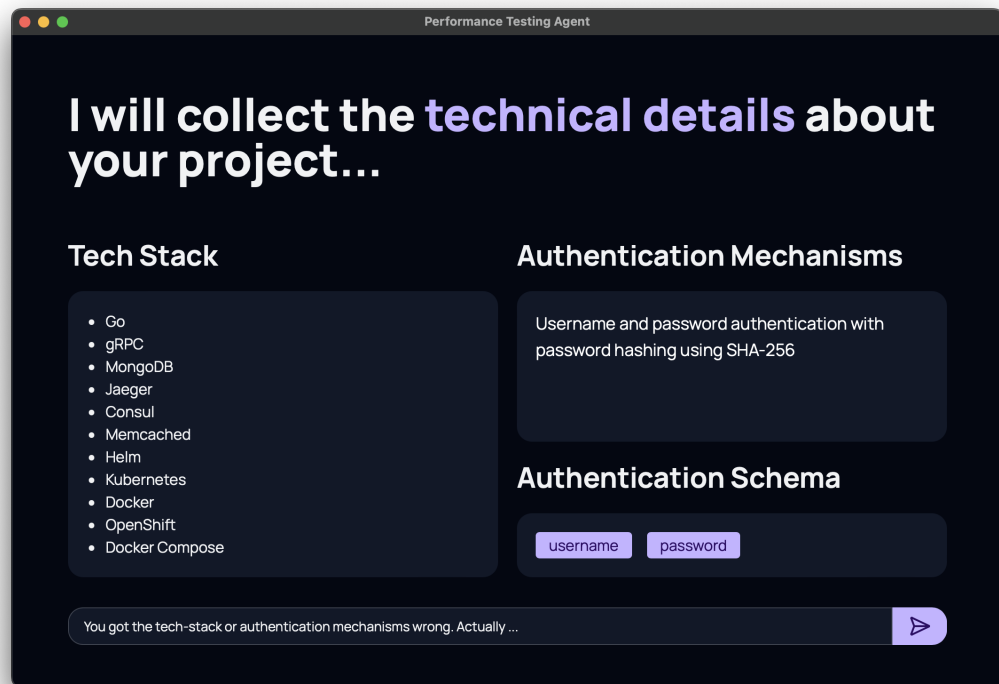 Performance Testing Agent
I will collect the technical details about
your project...
Tech Stack
Go
gRPC
MongoDB
Jaeger
Consul
Memcached
Helm
Kubernetes
Docker
OpenShift
Docker Compose
Authentication Mechanisms
Username and password authentication with
password hashing using SHA-256
Authentication Schema
username password
You got the tech-stack or authentication mechanisms wrong. Actually ...